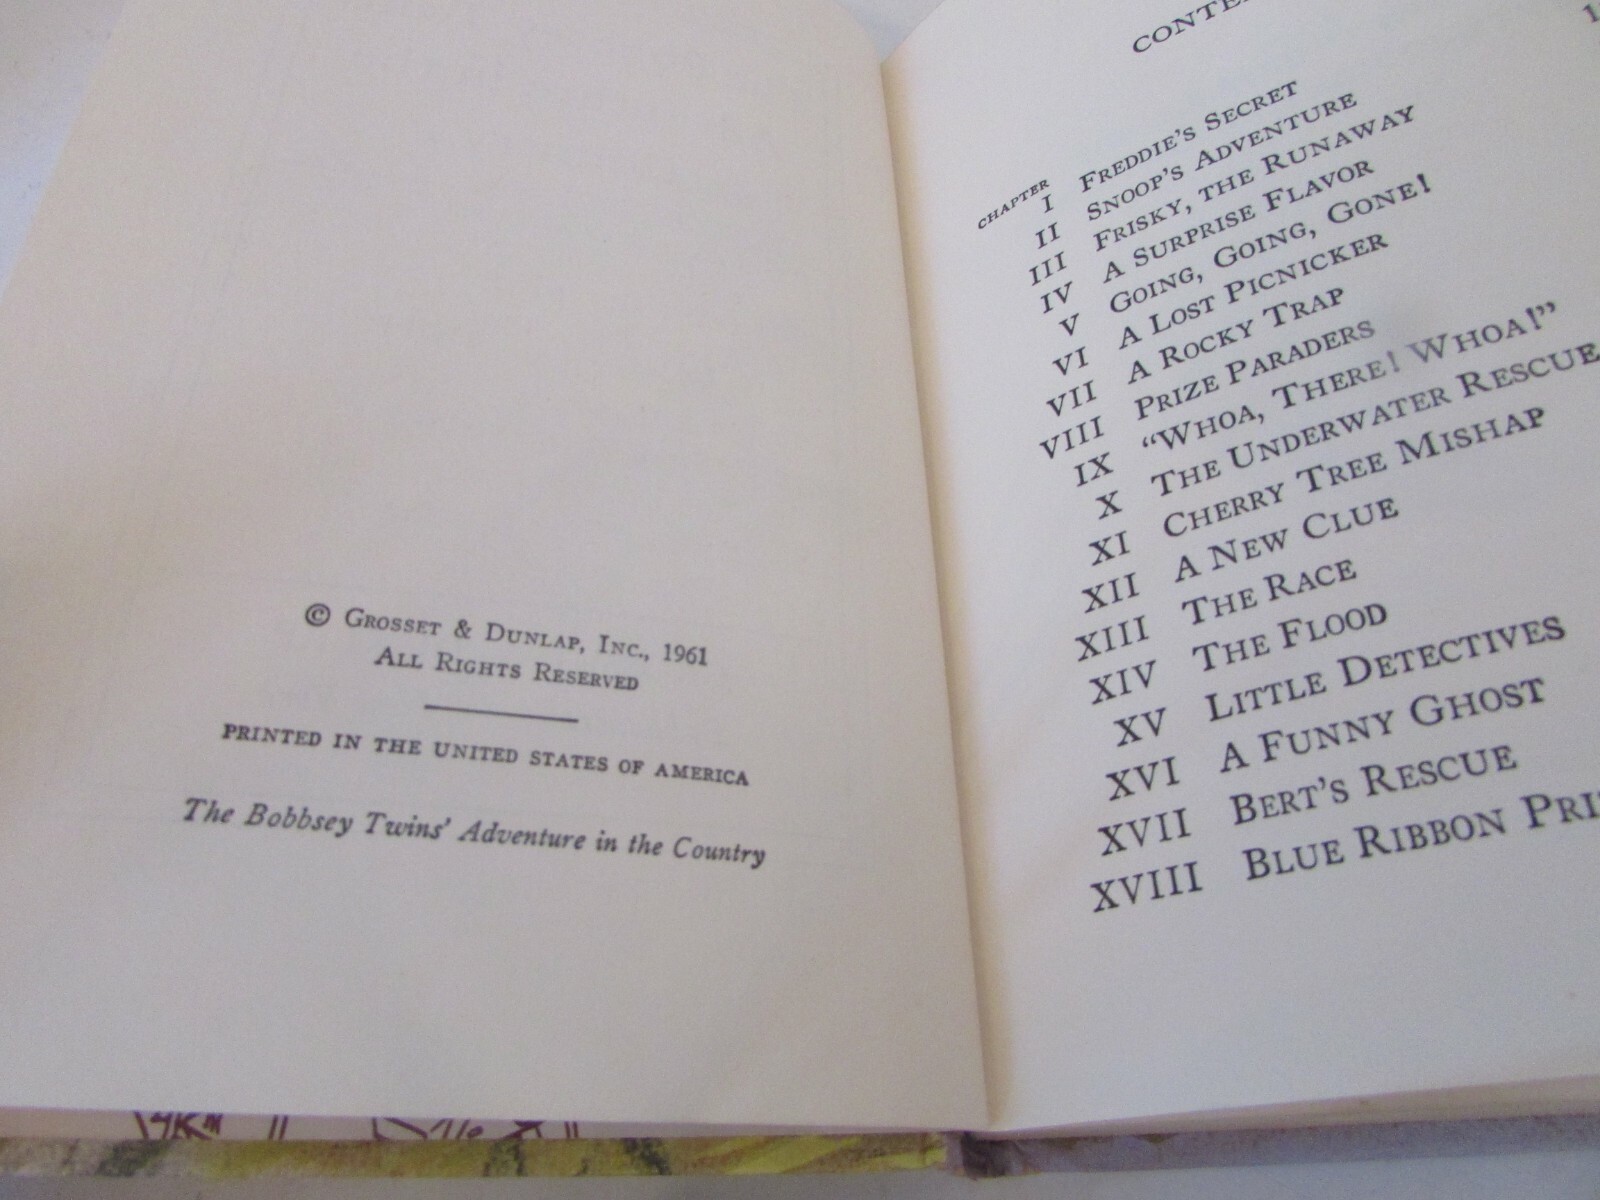 © Grosset & Dunlap, Inc., 1961
All Rights Reserved
PRINTED IN THE UNITED STATES OF AMERICA
The Bobbsey Twins' Adventure in the Country
CHAPTER
I Freddie's Secret
II Snoop's Adventure
III Frisky, the Runaway
IV A Surprise Flavor
V Going, Going, Gone!
VI A Lost Picnicker
VII A Rocky Trap
VIII Prize Paraders
IX "Whoa, There! Whoa!"
X The Underwater Rescue
XI Cherry Tree Mishap
XII A New Clue
XIII The Race
XIV The Flood
XV Little Detectives
XVI A Funny Ghost
XVII Bert's Rescue
XVIII Blue Ribbon